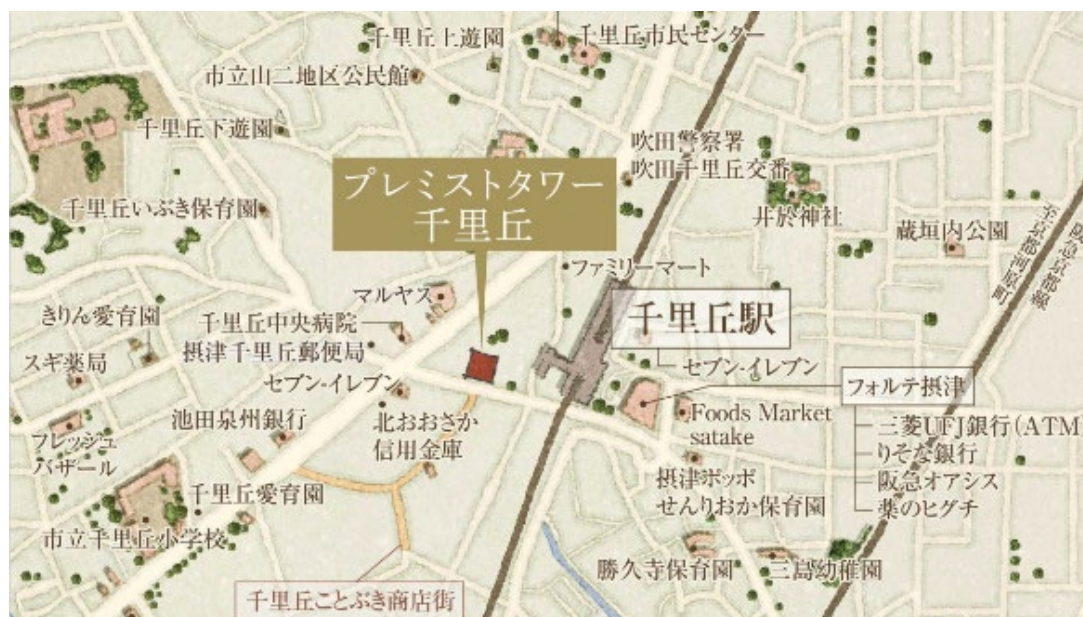 千里丘上遊園
千里丘市民センター
市立山二地区公民館
千里丘下遊園
吹田警察署
吹田千里丘交番
プレミストタワー
千里丘
千里丘いぶき保育園
井於神社
蔵垣内公園
至京都河原町
阪急京都線
ファミリーマート
マルヤス
きりん愛育園
千里丘中央病院
千里丘駅
スギ薬局
摂津千里丘郵便局
セブン-イレブン
セブン-イレブン
フォルテ摂津
池田泉州銀行
北おおさか
信用金庫
Foods Market
satake
三菱UFJ銀行(ATM
りそな銀行
阪急オアシス
薬のヒグチ
フレッシュ
バザール
千里丘愛育園
摂津ポッポ
せんりおか保育園
市立千里丘小学校
勝久寺保育園
三島幼稚園
千里丘ことぶき商店街